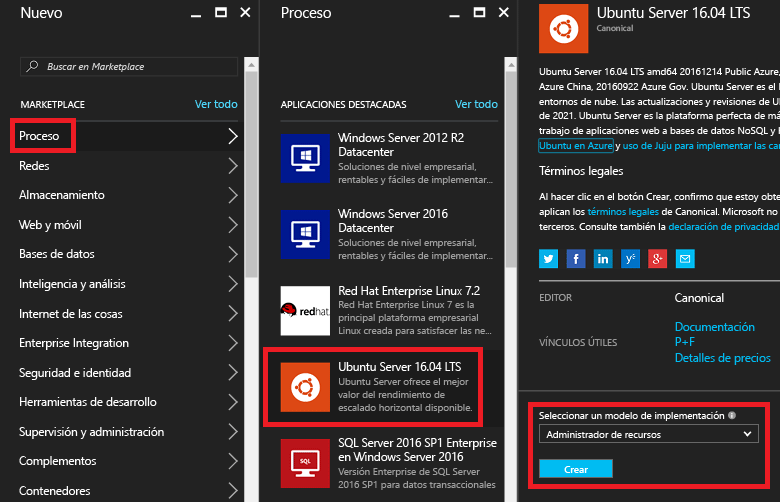 Nuevo
Buscar en Marketplace
MARKETPLACE
Ver todo
Proceso
Redes
Almacenamiento
Web y móvil
Bases de datos
Inteligencia y análisis
Internet de las cosas
Enterprise Integration
Seguridad e identidad
Herramientas de desarrollo
Supervisión y administración
Complementos
Contenedores
Proceso
APLICACIONES DESTACADAS
Ver todo
Windows Server 2012 R2
Datacenter
Soluciones de nivel empresarial,
rentables y fáciles de implementar...
Windows Server 2016
Datacenter
Soluciones de nivel empresarial,
rentables y fáciles de implementar...
redhat.
Red Hat Enterprise Linux 7.2
Red Hat Enterprise Linux 7 es la
principal plataforma empresarial
Linux creada para satisfacer las ne...
Ubuntu Server 16.04 LTS
Ubuntu Server ofrece el mejor
valor del rendimiento de
escalado horizontal disponible.
SQL Server 2016 SP1 Enterprise
en Windows Server 2016
Versión Enterprise de SQL Server
2016 SP1 para datos transaccionales
Ubuntu Server 16.04 LTS
Canonical
Ubuntu Server 16.04 LTS amd64 20161214 Public Azure,
Azure China, 20160922 Azure Gov. Ubuntu Server es el
entornos de nube. Las actualizaciones y revisiones de U
de 2021. Ubuntu Server es la plataforma perfecta de má
trabajo de aplicaciones web a bases de datos NoSQL y
Ubuntu en Azure y uso de Juju para implementar las ca
Términos legales
Al hacer clic en el botón Crear, confirmo que estoy obte
aplican los términos legales de Canonical. Microsoft no
terceros. Consulte también la declaración de privacidad
EDITOR
Canonical
VÍNCULOS ÚTILES
Documentación
P+F
Detalles de precios
Seleccionar un modelo de implementación
Administrador de recursos
Crear